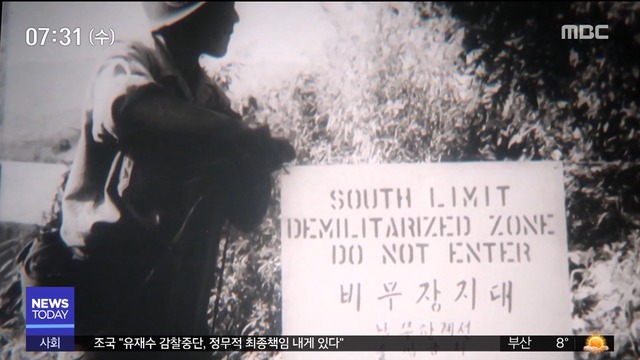 07:31 (수)
MBC
SOUTH LIMIT
DEMILITARIZED ZONE
DO NOT ENTER
비무장지대
NEWS
TODAY
사회
조국 "유재수 감찰중단, 정무적 최종책임 내게 있다"
부산 8°